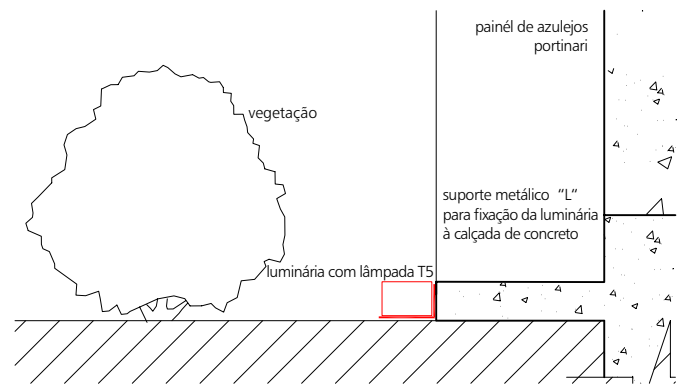 painél de azulejos
portinari
vegetação
suporte metálico "L"
para fixação da luminária
à calçada de concreto
luminária com lâmpada T5